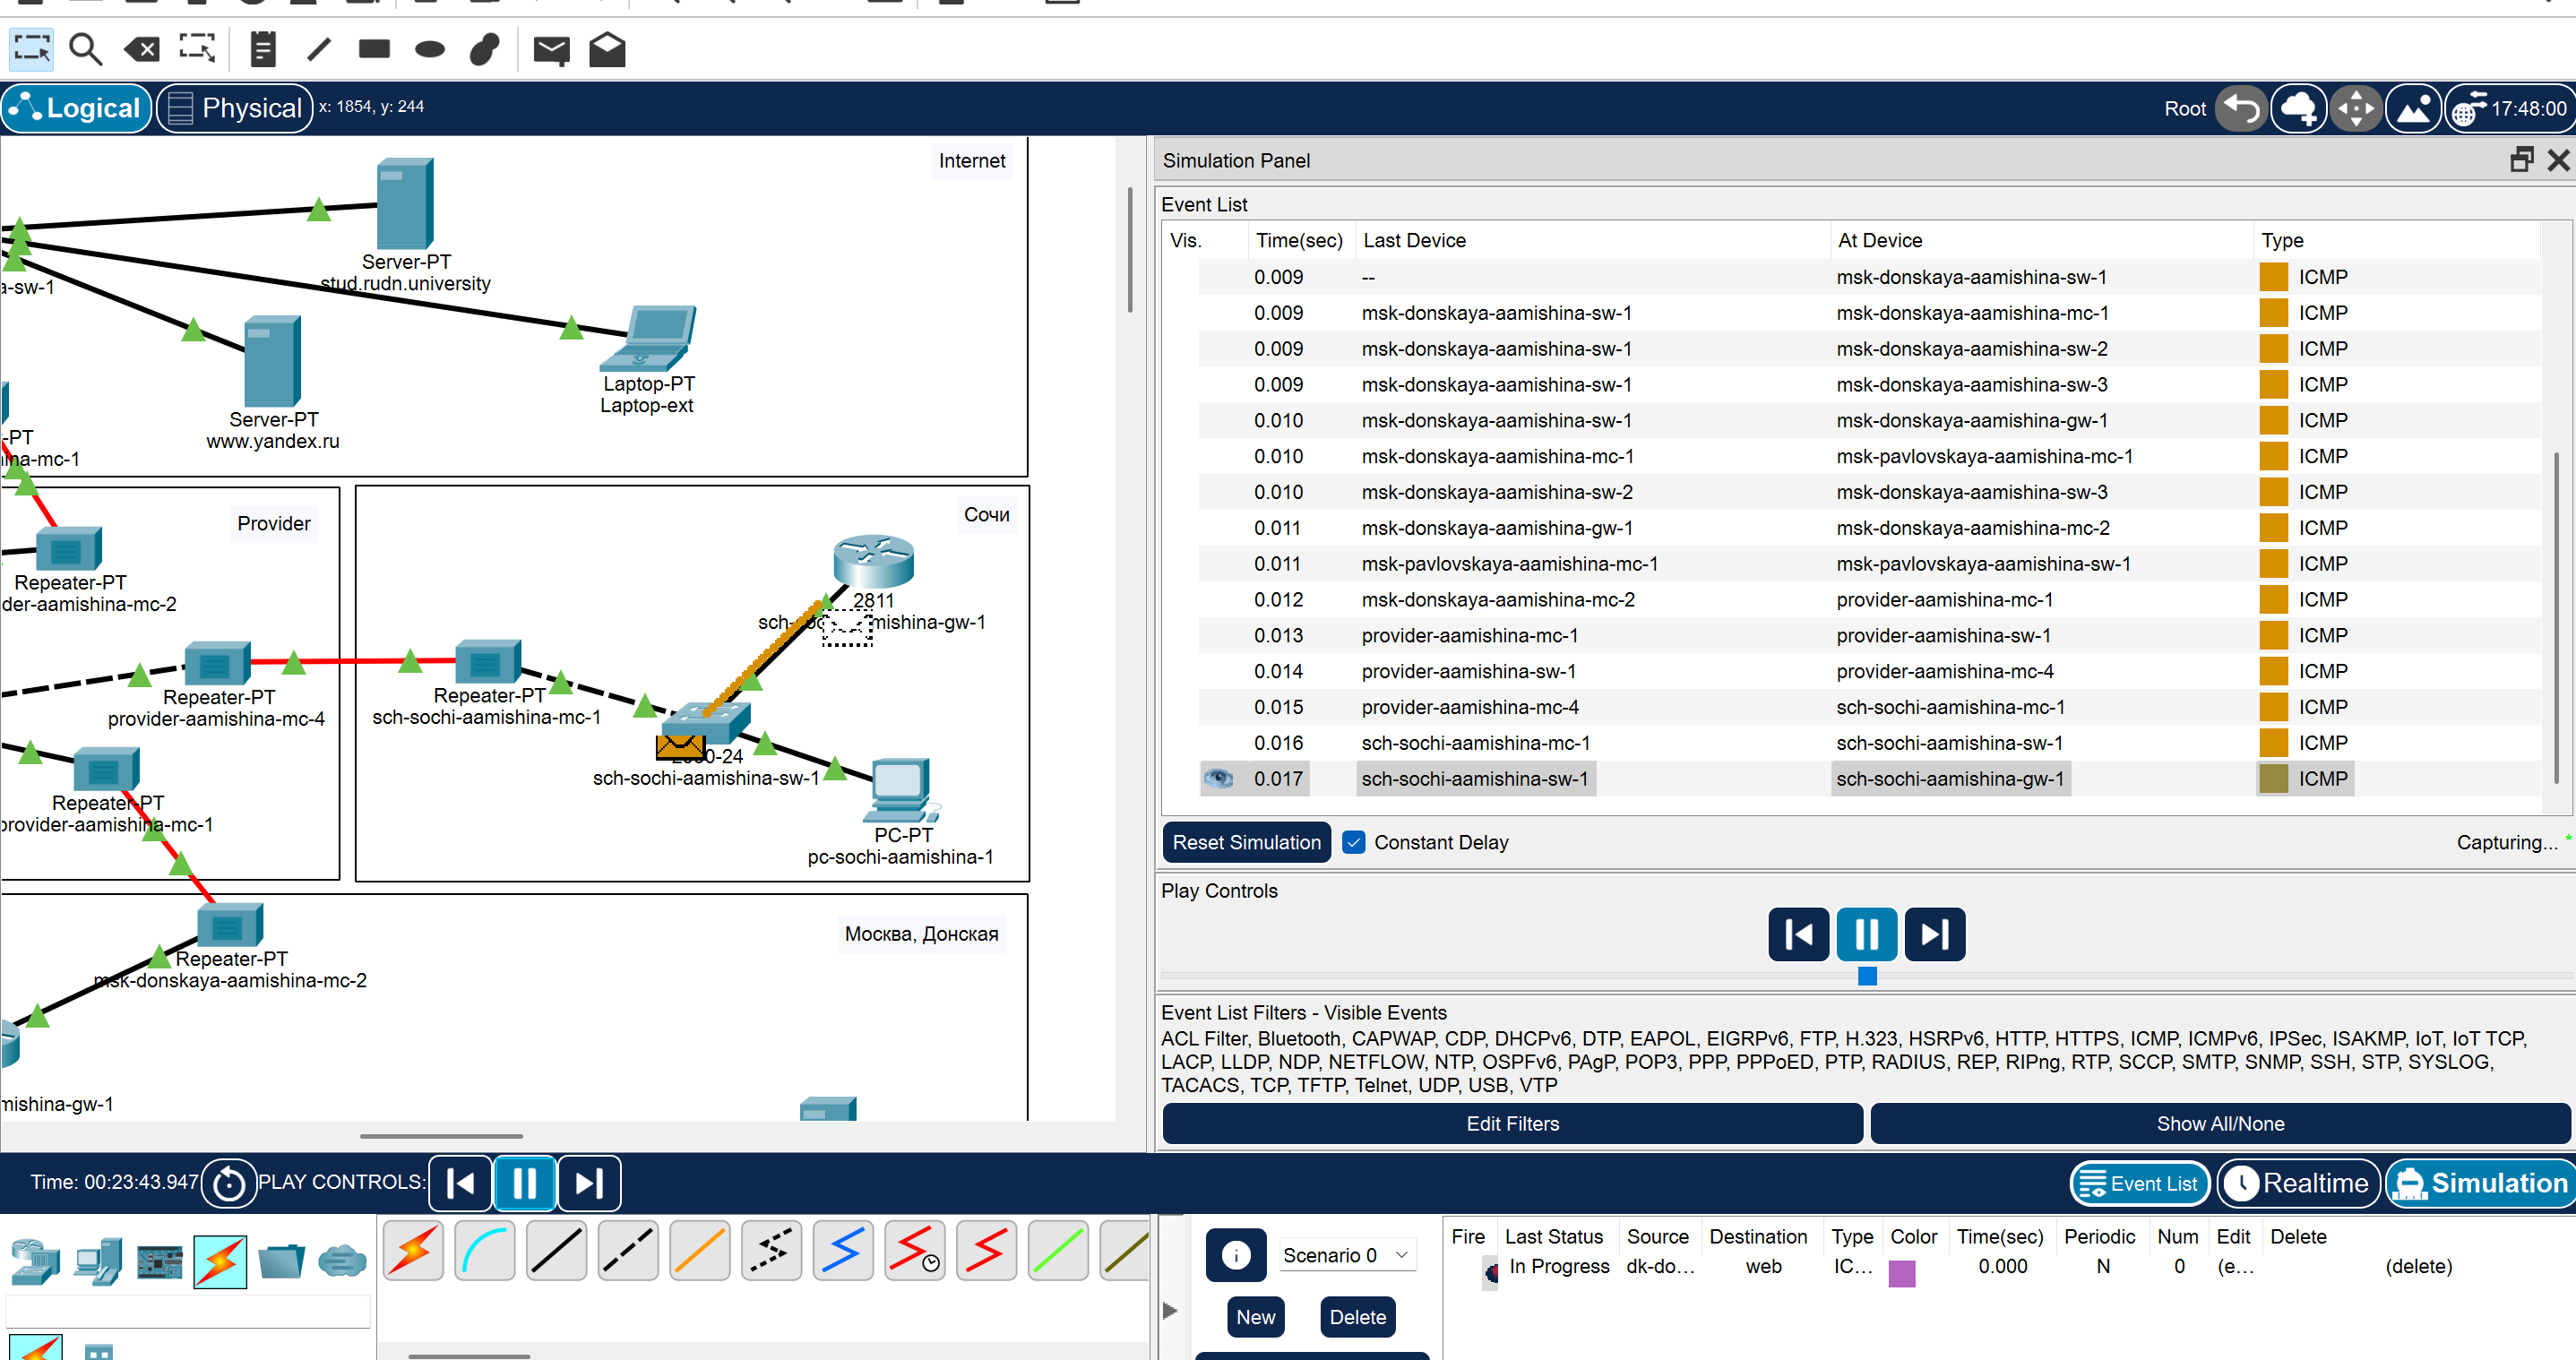 Logical
Physical
x: 1854, y: 244
Root
17:48:00
Internet
Server-PT
stud.rudn.university
a-sw-1
Laptop-PT
Laptop-ext
Server-PT
www.yandex.ru
-PT
ina-mc-1
Provider
Repeater-PT
der-aamishina-mc-2
Repeater-PT
provider-aamishina-mc-4
Repeater-PT
provider-aamishina-mc-1
Сочи
2811
mishina-gw-1
Repeater-PT
sch-sochi-aamishina-mc-1
0-24
sch-sochi-aamishina-sw-1
PC-PT
pc-sochi-aamishina-1
Москва, Донская
Repeater-PT
msk-donskaya-aamishina-mc-2
mishina-gw-1
Simulation Panel
Event List
Vis. Time(sec) Last Device At Device Type
0.009 -- msk-donskaya-aamishina-sw-1 ICMP
0.009 msk-donskaya-aamishina-sw-1 msk-donskaya-aamishina-mc-1 ICMP
0.009 msk-donskaya-aamishina-sw-1 msk-donskaya-aamishina-sw-2 ICMP
0.009 msk-donskaya-aamishina-sw-1 msk-donskaya-aamishina-sw-3 ICMP
0.010 msk-donskaya-aamishina-sw-1 msk-donskaya-aamishina-gw-1 ICMP
0.010 msk-donskaya-aamishina-mc-1 msk-pavlovskaya-aamishina-mc-1 ICMP
0.010 msk-donskaya-aamishina-sw-2 msk-donskaya-aamishina-sw-3 ICMP
0.011 msk-donskaya-aamishina-gw-1 msk-donskaya-aamishina-mc-2 ICMP
0.011 msk-pavlovskaya-aamishina-mc-1 msk-pavlovskaya-aamishina-sw-1 ICMP
0.012 msk-donskaya-aamishina-mc-2 provider-aamishina-mc-1 ICMP
0.013 provider-aamishina-mc-1 provider-aamishina-sw-1 ICMP
0.014 provider-aamishina-sw-1 provider-aamishina-mc-4 ICMP
0.015 provider-aamishina-mc-4 sch-sochi-aamishina-mc-1 ICMP
0.016 sch-sochi-aamishina-mc-1 sch-sochi-aamishina-sw-1 ICMP
0.017 sch-sochi-aamishina-sw-1 sch-sochi-aamishina-gw-1 ICMP
Reset Simulation Constant Delay Capturing... *
Play Controls
Event List Filters - Visible Events
ACL Filter, Bluetooth, CAPWAP, CDP, DHCPv6, DTP, EAPOL, EIGRPv6, FTP, H.323, HSRPv6, HTTP, HTTPS, ICMP, ICMPv6, IPSec, ISAKMP, IoT, IoT TCP,
LACP, LLDP, NDP, NETFLOW, NTP, OSPFv6, PAgP, POP3, PPP, PPPoED, PTP, RADIUS, REP, RIPng, RTP, SCCP, SMTP, SNMP, SSH, STP, SYSLOG,
TACACS, TCP, TFTP, Telnet, UDP, USB, VTP
Edit Filters Show All/None
Time: 00:23:43.947 PLAY CONTROLS:
Event List Realtime Simulation
Scenario 0
New Delete
Fire Last Status Source Destination Type Color Time(sec) Periodic Num Edit Delete
In Progress dk-do... web IC... 0.000 N 0 (e... (delete)